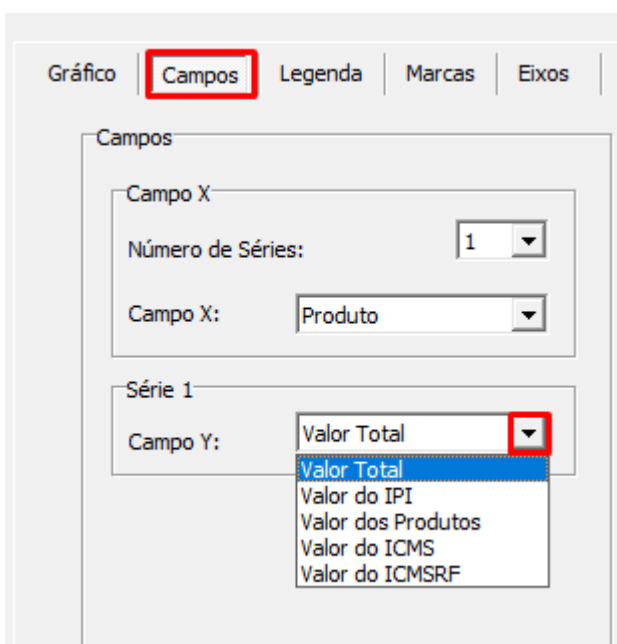 Gráfico Campos Legenda Marcas Eixos
Campos
Campo X
Número de Séries: 1
Campo X: Produto
Série 1
Campo Y: Valor Total
Valor Total
Valor do IPI
Valor dos Produtos
Valor do ICMS
Valor do ICMSRF